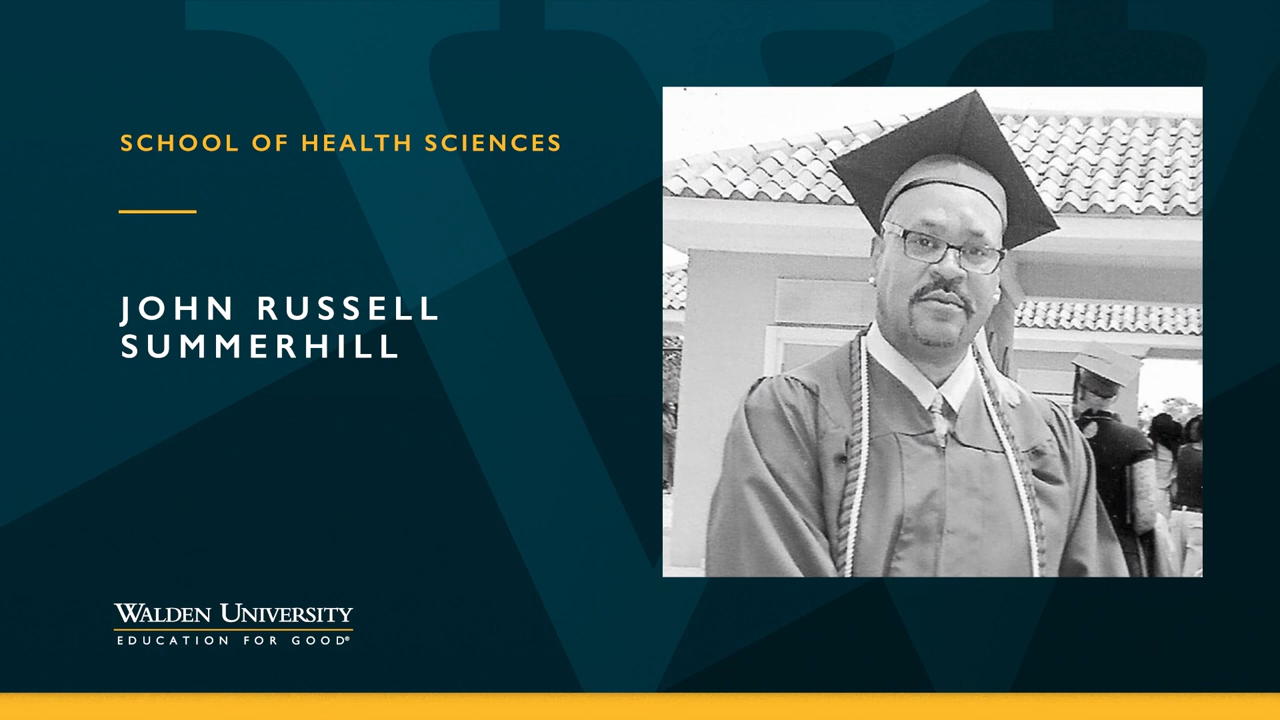 SCHOOL OF HEALTH SCIENCES
JOHN RUSSELL
SUMMERHILL
WALDEN UNIVERSITY
EDUCATION FOR GOOD®